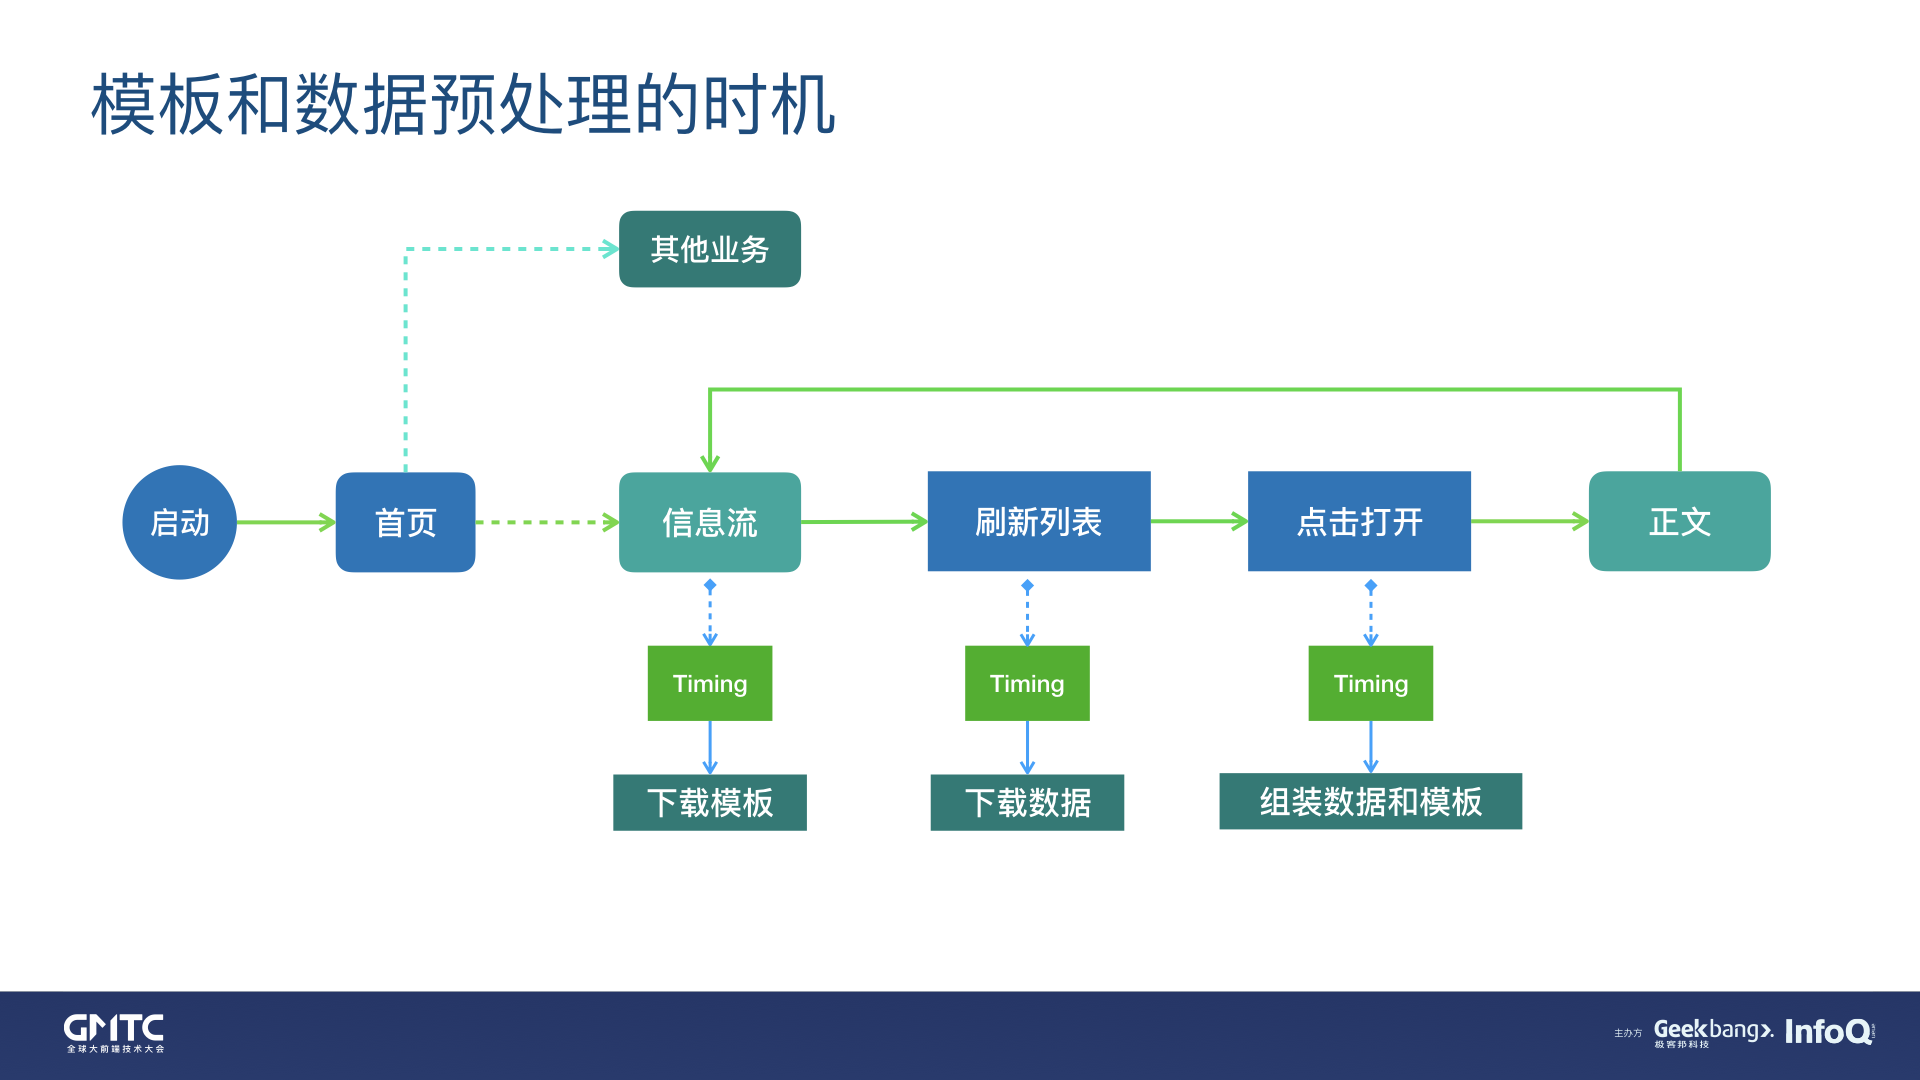 模板和数据预处理的时机
其他业务
启动
首页
信息流
刷新列表
点击打开
正文
Timing
Timing
Timing
下载模板
下载数据
组装数据和模板
GMTC
全球大前端技术大会
主办方
Geekbang>.
极客邦科技
InfoQ